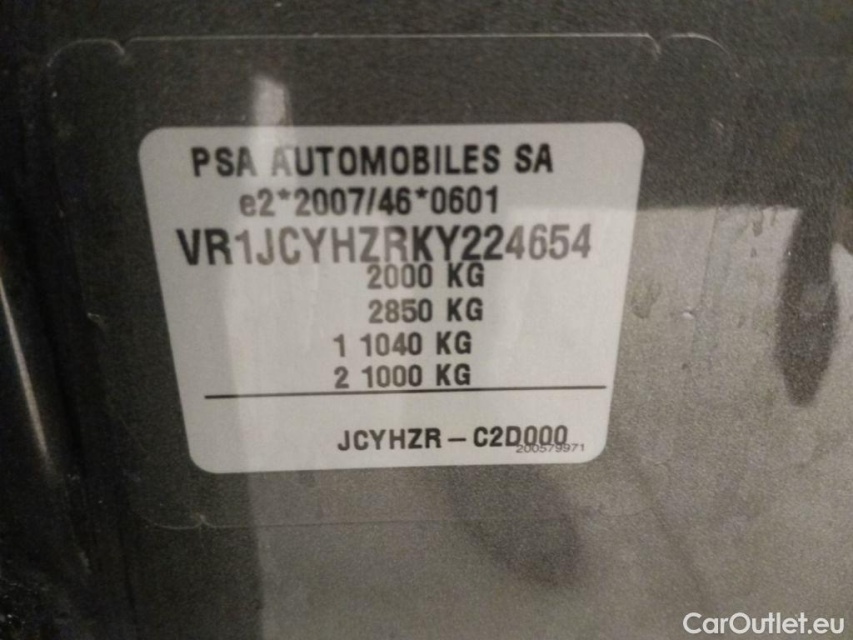 PSA AUTOMOBILES SA
e2*2007/46*0601
VR1JCYHZRKY224654
2000 KG
2850 KG
1 1040 KG
2 1000 KG
JCYHZR – C2D000
200579971
CarOutlet.eu